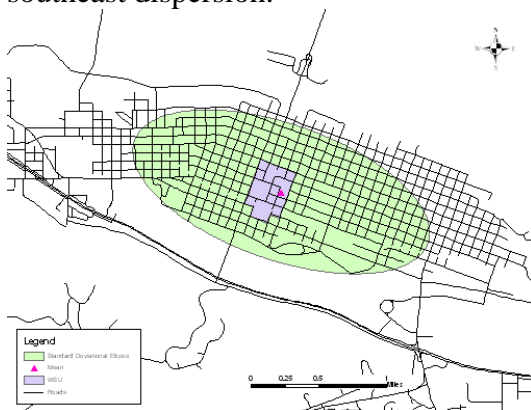 southeast dispersion.
N
W E
S
Legend
Standard Deviational Ellipse
Mean
WSU
Roads
0 0.25 0.5 Miles